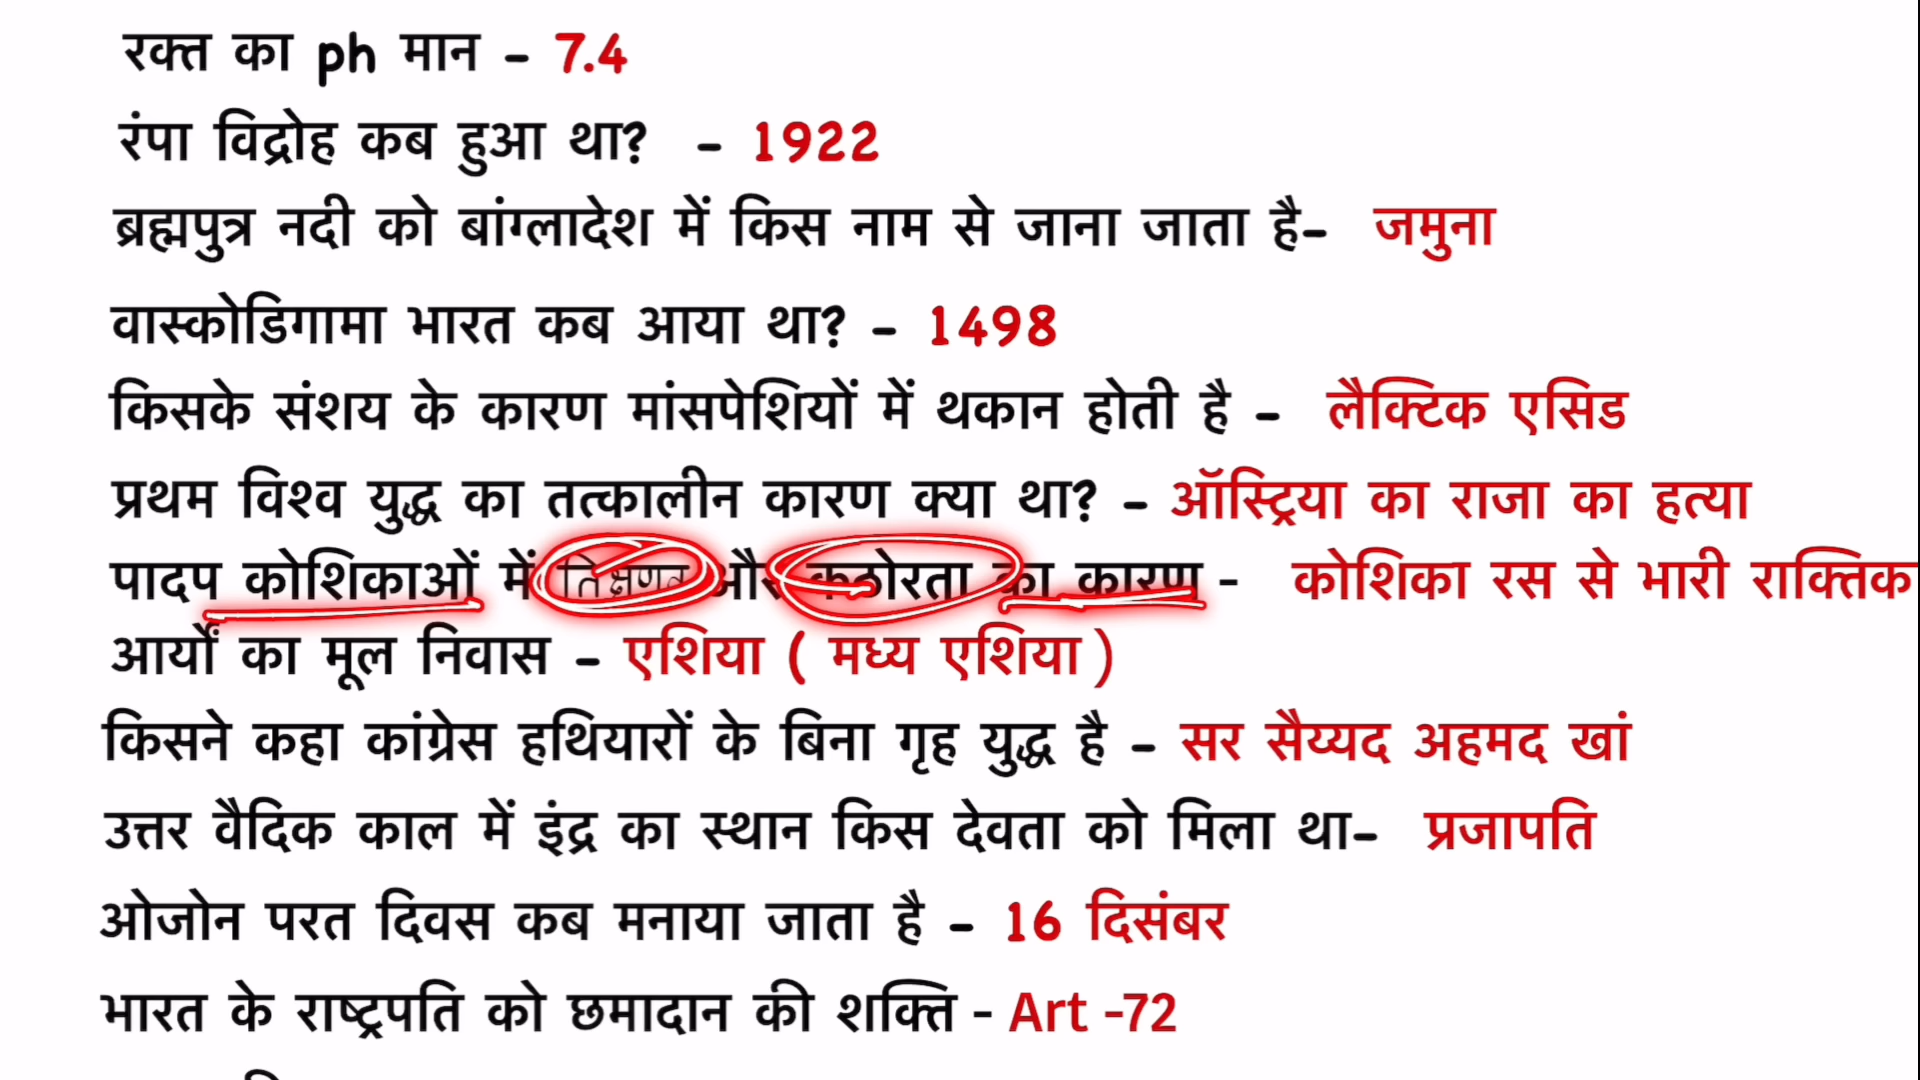 रक्त का ph मान - 7.4
रंपा विद्रोह कब हुआ था? - 1922
ब्रह्मपुत्र नदी को बांग्लादेश में किस नाम से जाना जाता है- जमुना
वास्कोडिगामा भारत कब आया था? - 1498
किसके संशय के कारण मांसपेशियों में थकान होती है - लैक्टिक एसिड
प्रथम विश्व युद्ध का तत्कालीन कारण क्या था? - ऑस्ट्रिया का राजा का हत्या
पादप कोशिकाओं में और कठोरता का कारण - कोशिका रस से भारी राक्तिक
आर्यों का मूल निवास - एशिया ( मध्य एशिया )
किसने कहा कांग्रेस हथियारों के बिना गृह युद्ध है - सर सैय्यद अहमद खां
उत्तर वैदिक काल में इंद्र का स्थान किस देवता को मिला था- प्रजापति
ओजोन परत दिवस कब मनाया जाता है - 16 दिसंबर
भारत के राष्ट्रपति को छमादान की शक्ति - Art -72